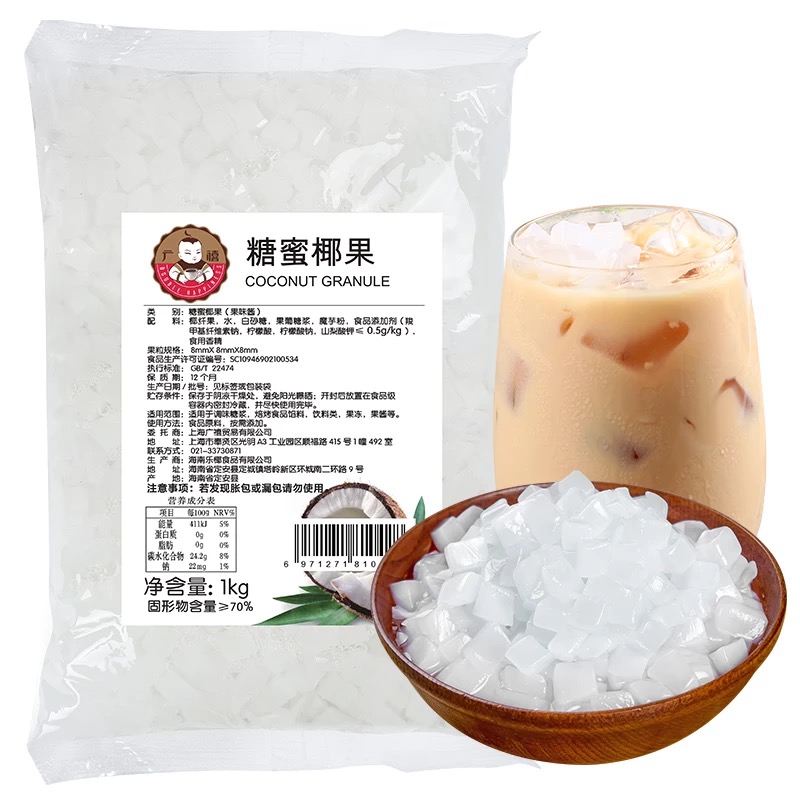 广 禧
DOUBLE HAPPINESS
糖蜜椰果
COCONUT GRANULE
类 别：糖蜜椰果（果味酱）
配 料：椰纤果，水，白砂糖，果葡糖浆，魔芋粉，食品添加剂（羧
甲基纤维素钠，柠檬酸，柠檬酸钠，山梨酸钾≤0.5g/kg），
食用香精
果粒规格：8mmX 8mmX8mm
食品生产许可证编号：SC10946902100534
执行标准：GB/T 22474
保 质 期：12个月
生产日期/批号：见标签或包装袋
贮存条件：保存于阴凉干燥处，避免阳光曝晒；开封后放置在食品级
容器内密封冷藏，并尽快使用完毕。
适用范围：适用于调味糖浆，焙烤食品馅料，饮料类，果冻，果酱等。
使用方法：食品原料，按需添加。
委 托 商：上海广禧贸易有限公司
地 址：上海市奉贤区光明A3工业园区顺福路415号1幢492室
联系方式：021-33730871
生 产 商：海南乐椰食品有限公司
地 址：海南省定安县定城镇塔岭新区环城南二环路9号
产 地：海南省定安县
注意事项：若发现胀包或漏包请勿使用
营养成分表
项目 每100g NRV%
能量 411kJ 5%
蛋白质 0g 0%
脂肪 0g 0%
碳水化合物 24.2g 8%
钠 22mg 1%
净含量：1kg
固形物含量≥70%
6 971271 810